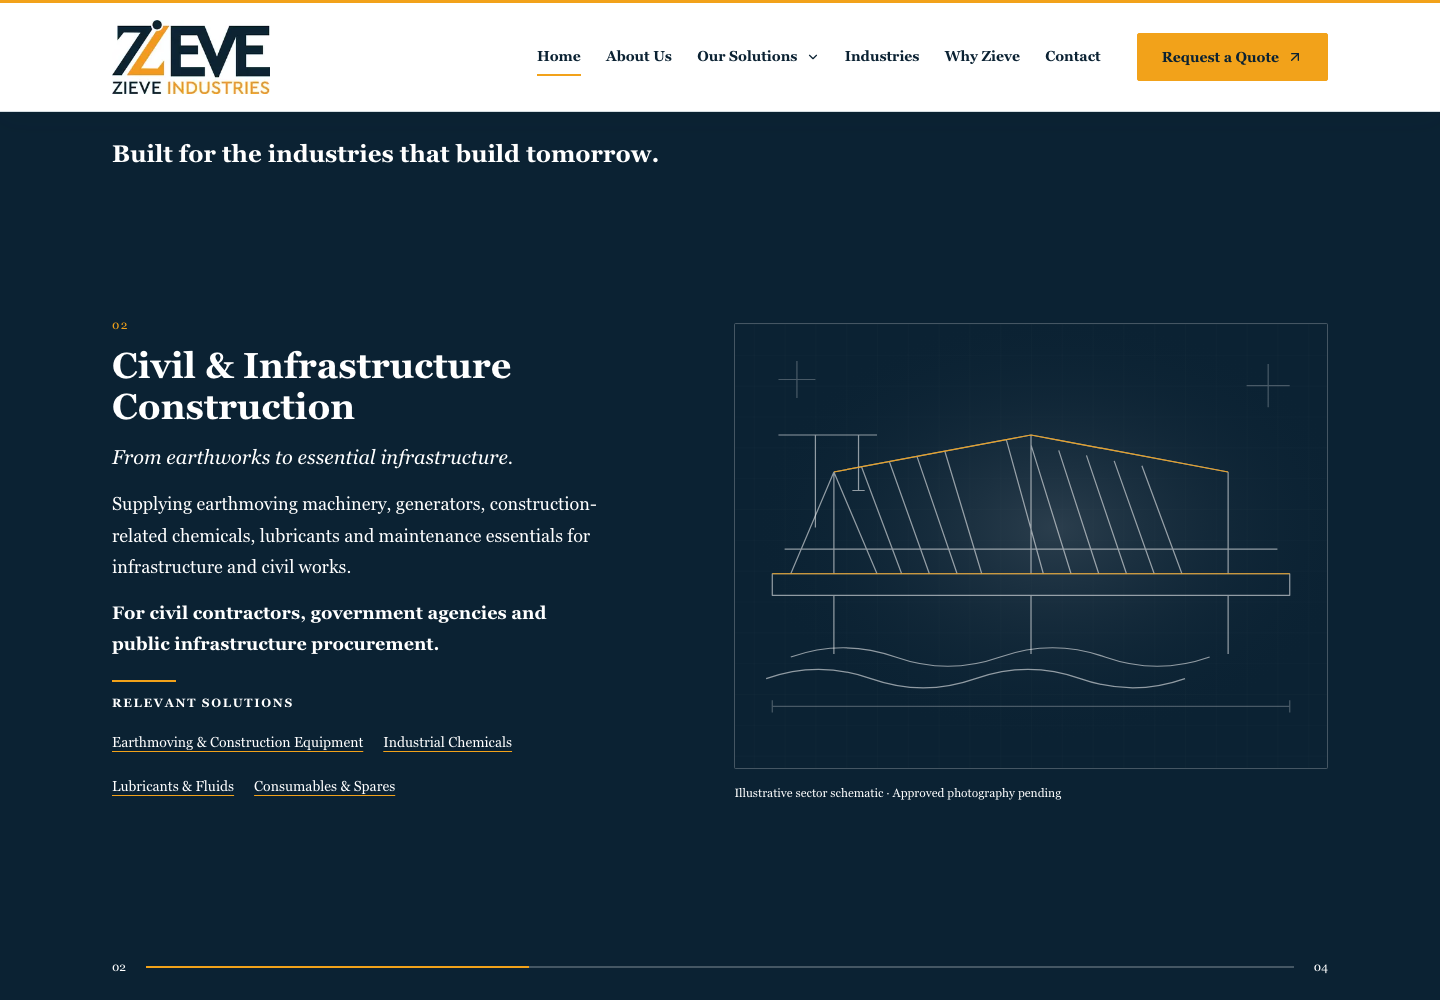 ZIEVE
ZIEVE INDUSTRIES
Home About Us Our Solutions Industries Why Zieve Contact Request a Quote
Built for the industries that build tomorrow.
02
Civil & Infrastructure
Construction
From earthworks to essential infrastructure.
Supplying earthmoving machinery, generators, construction-
related chemicals, lubricants and maintenance essentials for
infrastructure and civil works.
For civil contractors, government agencies and
public infrastructure procurement.
RELEVANT SOLUTIONS
Earthmoving & Construction Equipment Industrial Chemicals
Lubricants & Fluids Consumables & Spares
Illustrative sector schematic · Approved photography pending
02 04